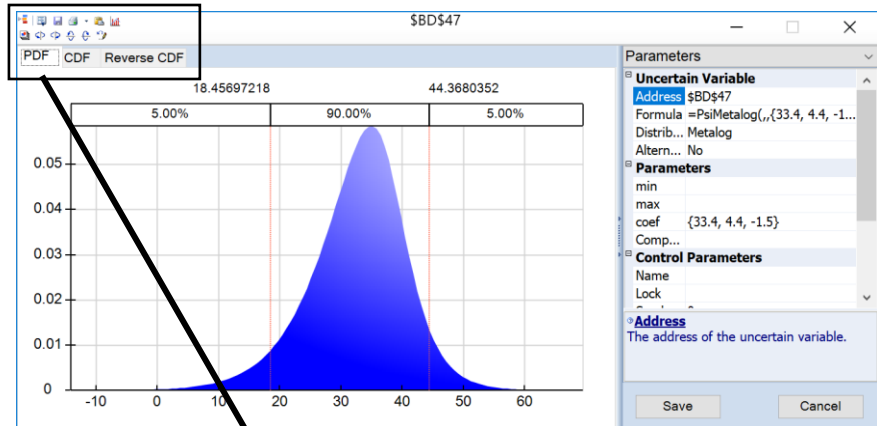 $BD$47
PDF CDF Reverse CDF
18.45697218 44.3680352
5.00% 90.00% 5.00%
0.05
0.04
0.03
0.02
0.01
0
-10 0 10 20 30 40 50 60
Parameters
Uncertain Variable
Address $BD$47
Formula =PsiMetalog(,,{33.4, 4.4, -1...
Distrib... Metalog
Altern... No
Parameters
min
max
coef {33.4, 4.4, -1.5}
Comp...
Control Parameters
Name
Lock
Address
The address of the uncertain variable.
Save Cancel